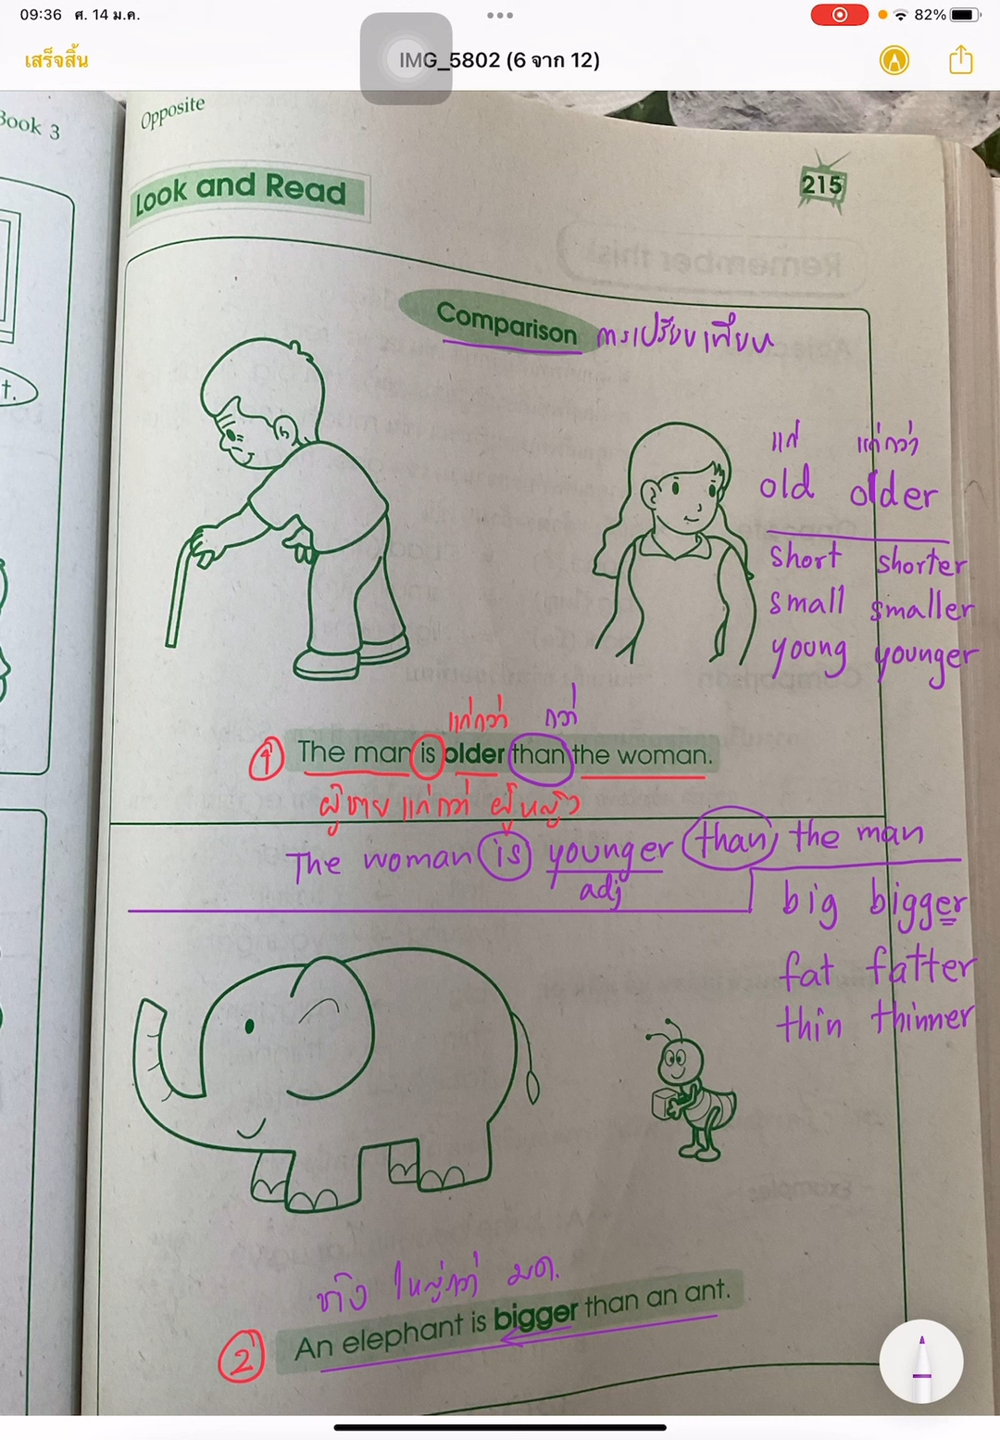 09:36 ศ. 14 ม.ค.
82%
เสร็จสิ้น
IMG_5802 (6 จาก 12)
Book 3
Opposite
Look and Read
215
Remember this
Comparison การเปรียบเทียบ
t.
แก่ แก่กว่า
old older
short shorter
small smaller
young younger
แก่กว่า กว่า
1 The man is older than the woman.
ผู้ชาย แก่กว่า ผู้หญิง
The woman is younger than the man
adj
big bigger
fat fatter
thin thinner
Examples
ช้าง ใหญ่กว่า มด.
2 An elephant is bigger than an ant.